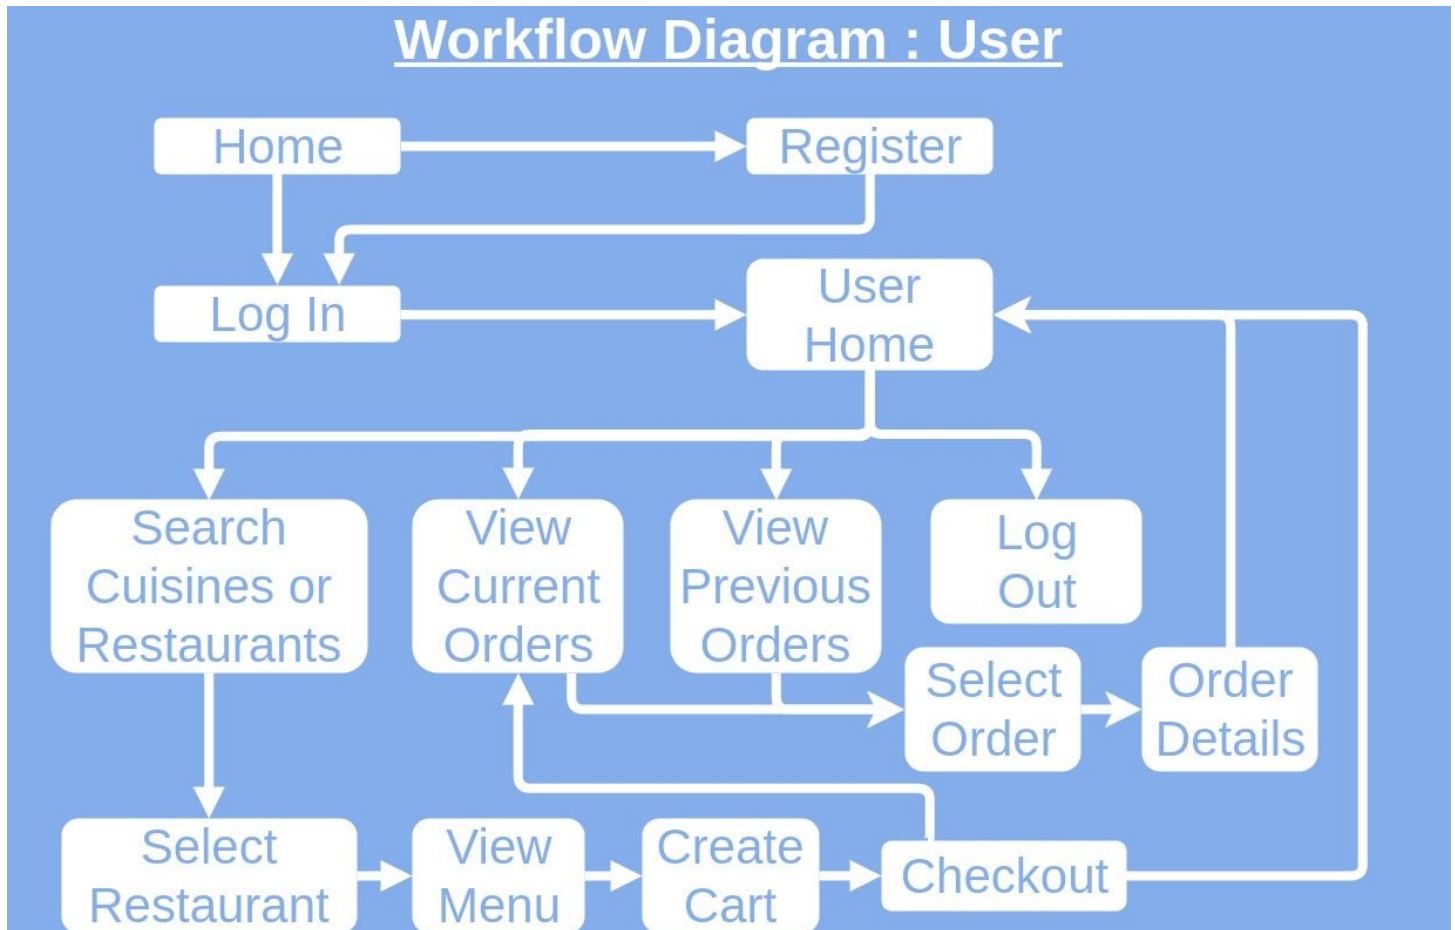 Workflow Diagram : User
Home
Register
Log In
User
Home
Search
Cuisines or
Restaurants
View
Current
Orders
View
Previous
Orders
Log
Out
Select
Order
Order
Details
Select
Restaurant
View
Menu
Create
Cart
Checkout